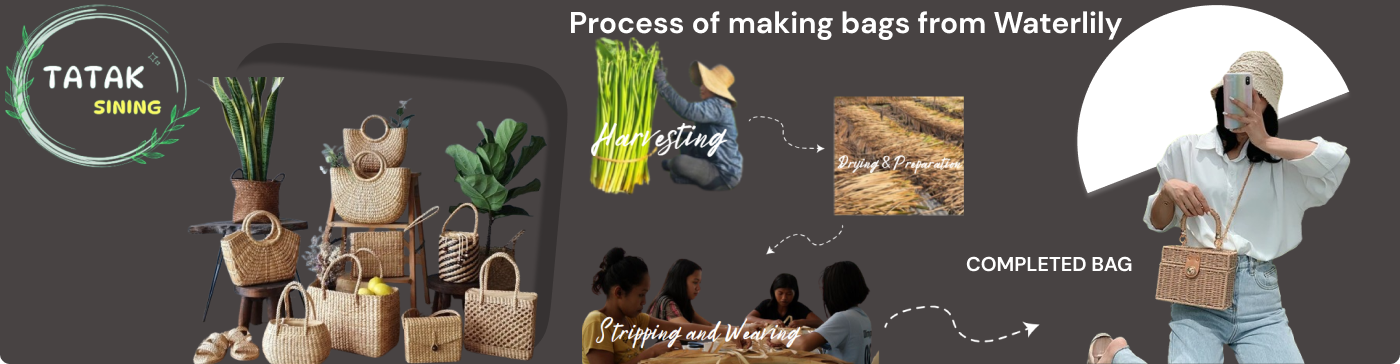 TATAK
SINING
Process of making bags from Waterlily
Harvesting
Drying & Preparation
Stripping and Weaving
COMPLETED BAG